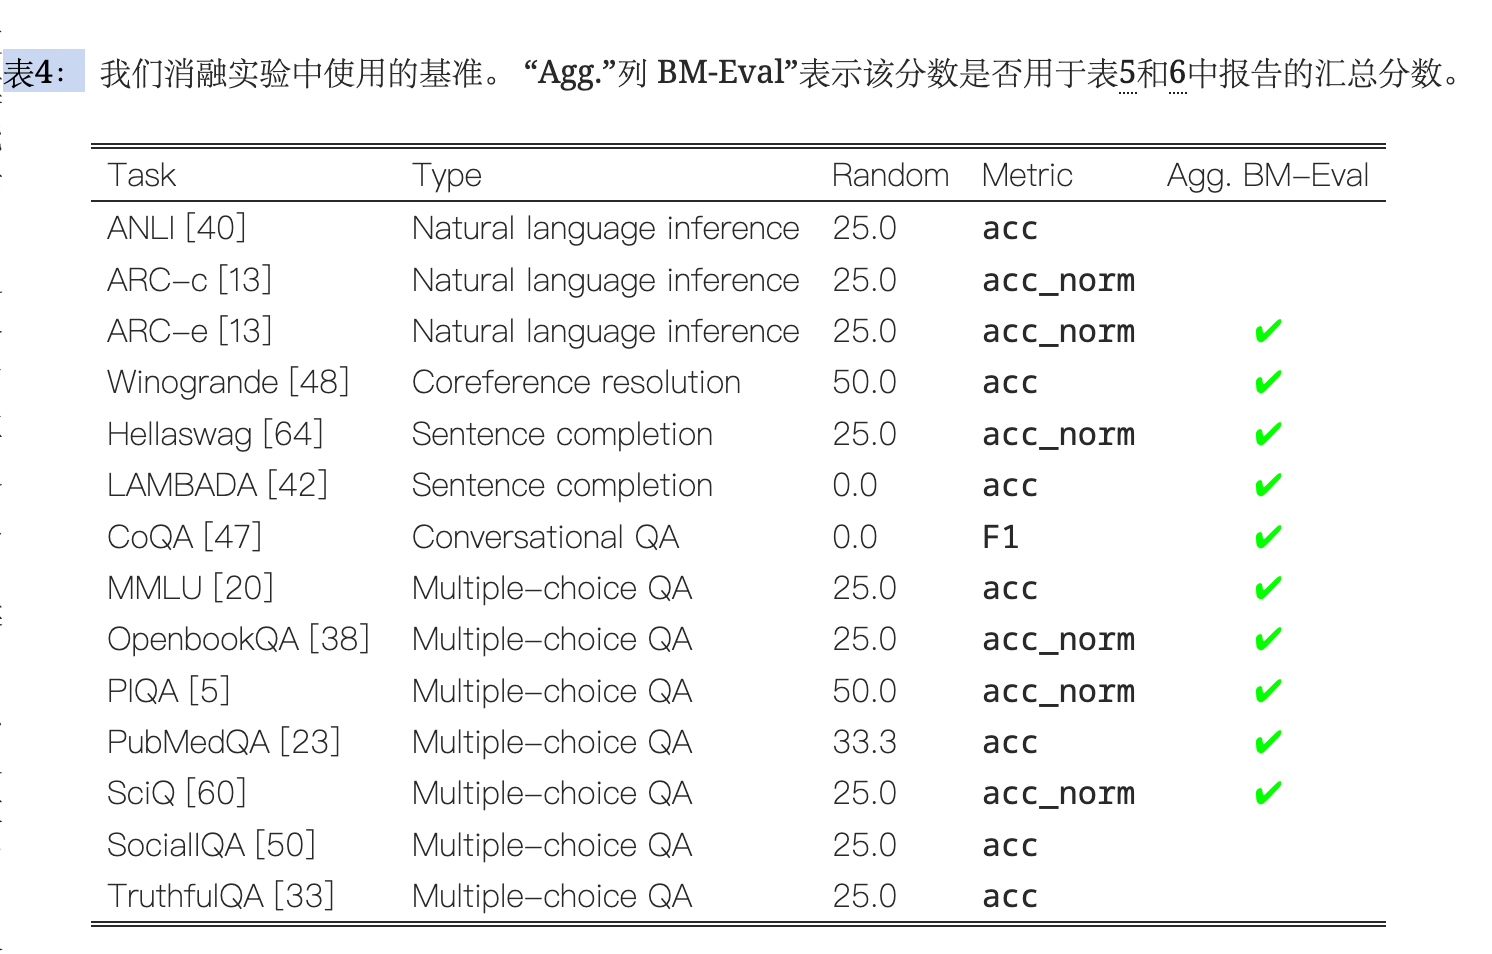 表4： 我们消融实验中使用的基准。 “Agg.”列 BM-Eval”表示该分数是否用于表5和6中报告的汇总分数。
Task Type Random Metric Agg. BM-Eval
ANLI [40] Natural language inference 25.0 acc
ARC-c [13] Natural language inference 25.0 acc_norm
ARC-e [13] Natural language inference 25.0 acc_norm ✔
Winogrande [48] Coreference resolution 50.0 acc ✔
Hellaswag [64] Sentence completion 25.0 acc_norm ✔
LAMBADA [42] Sentence completion 0.0 acc ✔
CoQA [47] Conversational QA 0.0 F1 ✔
MMLU [20] Multiple-choice QA 25.0 acc ✔
OpenbookQA [38] Multiple-choice QA 25.0 acc_norm ✔
PIQA [5] Multiple-choice QA 50.0 acc_norm ✔
PubMedQA [23] Multiple-choice QA 33.3 acc ✔
SciQ [60] Multiple-choice QA 25.0 acc_norm ✔
SocialIQA [50] Multiple-choice QA 25.0 acc
TruthfulQA [33] Multiple-choice QA 25.0 acc